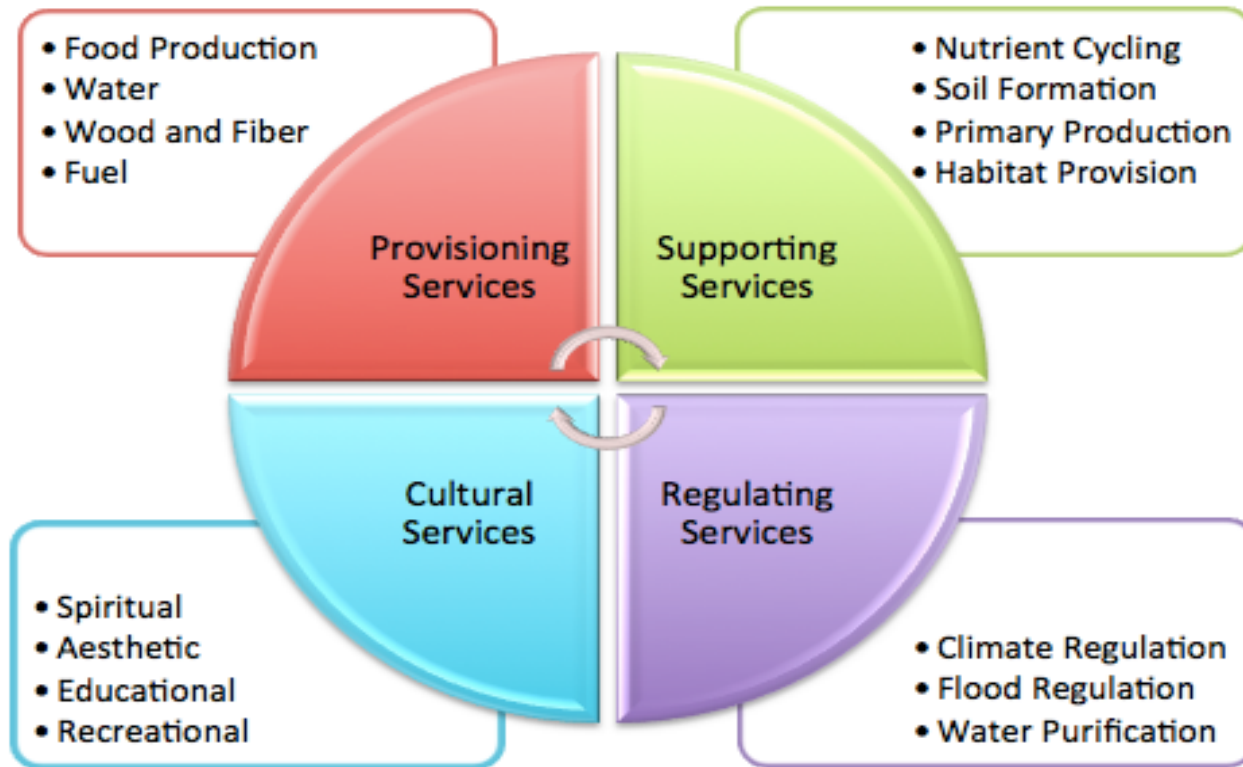 • Food Production
• Water
• Wood and Fiber
• Fuel
• Nutrient Cycling
• Soil Formation
• Primary Production
• Habitat Provision
Provisioning
Services
Supporting
Services
Cultural
Services
Regulating
Services
• Spiritual
• Aesthetic
• Educational
• Recreational
• Climate Regulation
• Flood Regulation
• Water Purification